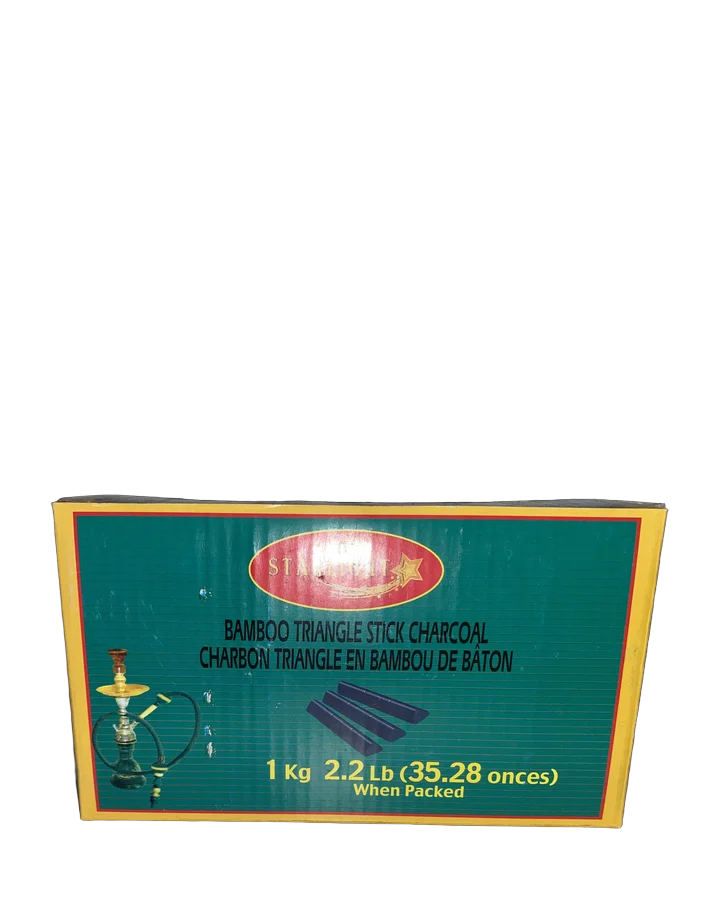 BAMBOO TRIANGLE STICK CHARCOAL
CHARBON TRIANGLE EN BAMBOU DE BÂTON
1 Kg 2.2 Lb (35.28 onces)
When Packed